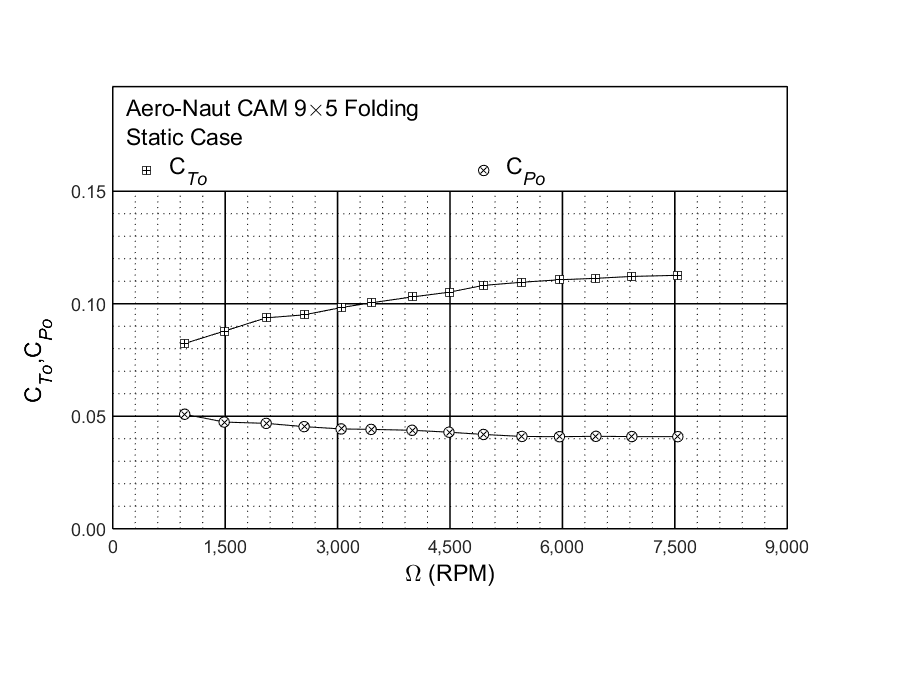 Aero-Naut CAM 9×5 Folding
Static Case
C_To C_Po
0.15
0.10
0.05
0.00
C_To, C_Po
0 1,500 3,000 4,500 6,000 7,500 9,000
Ω (RPM)